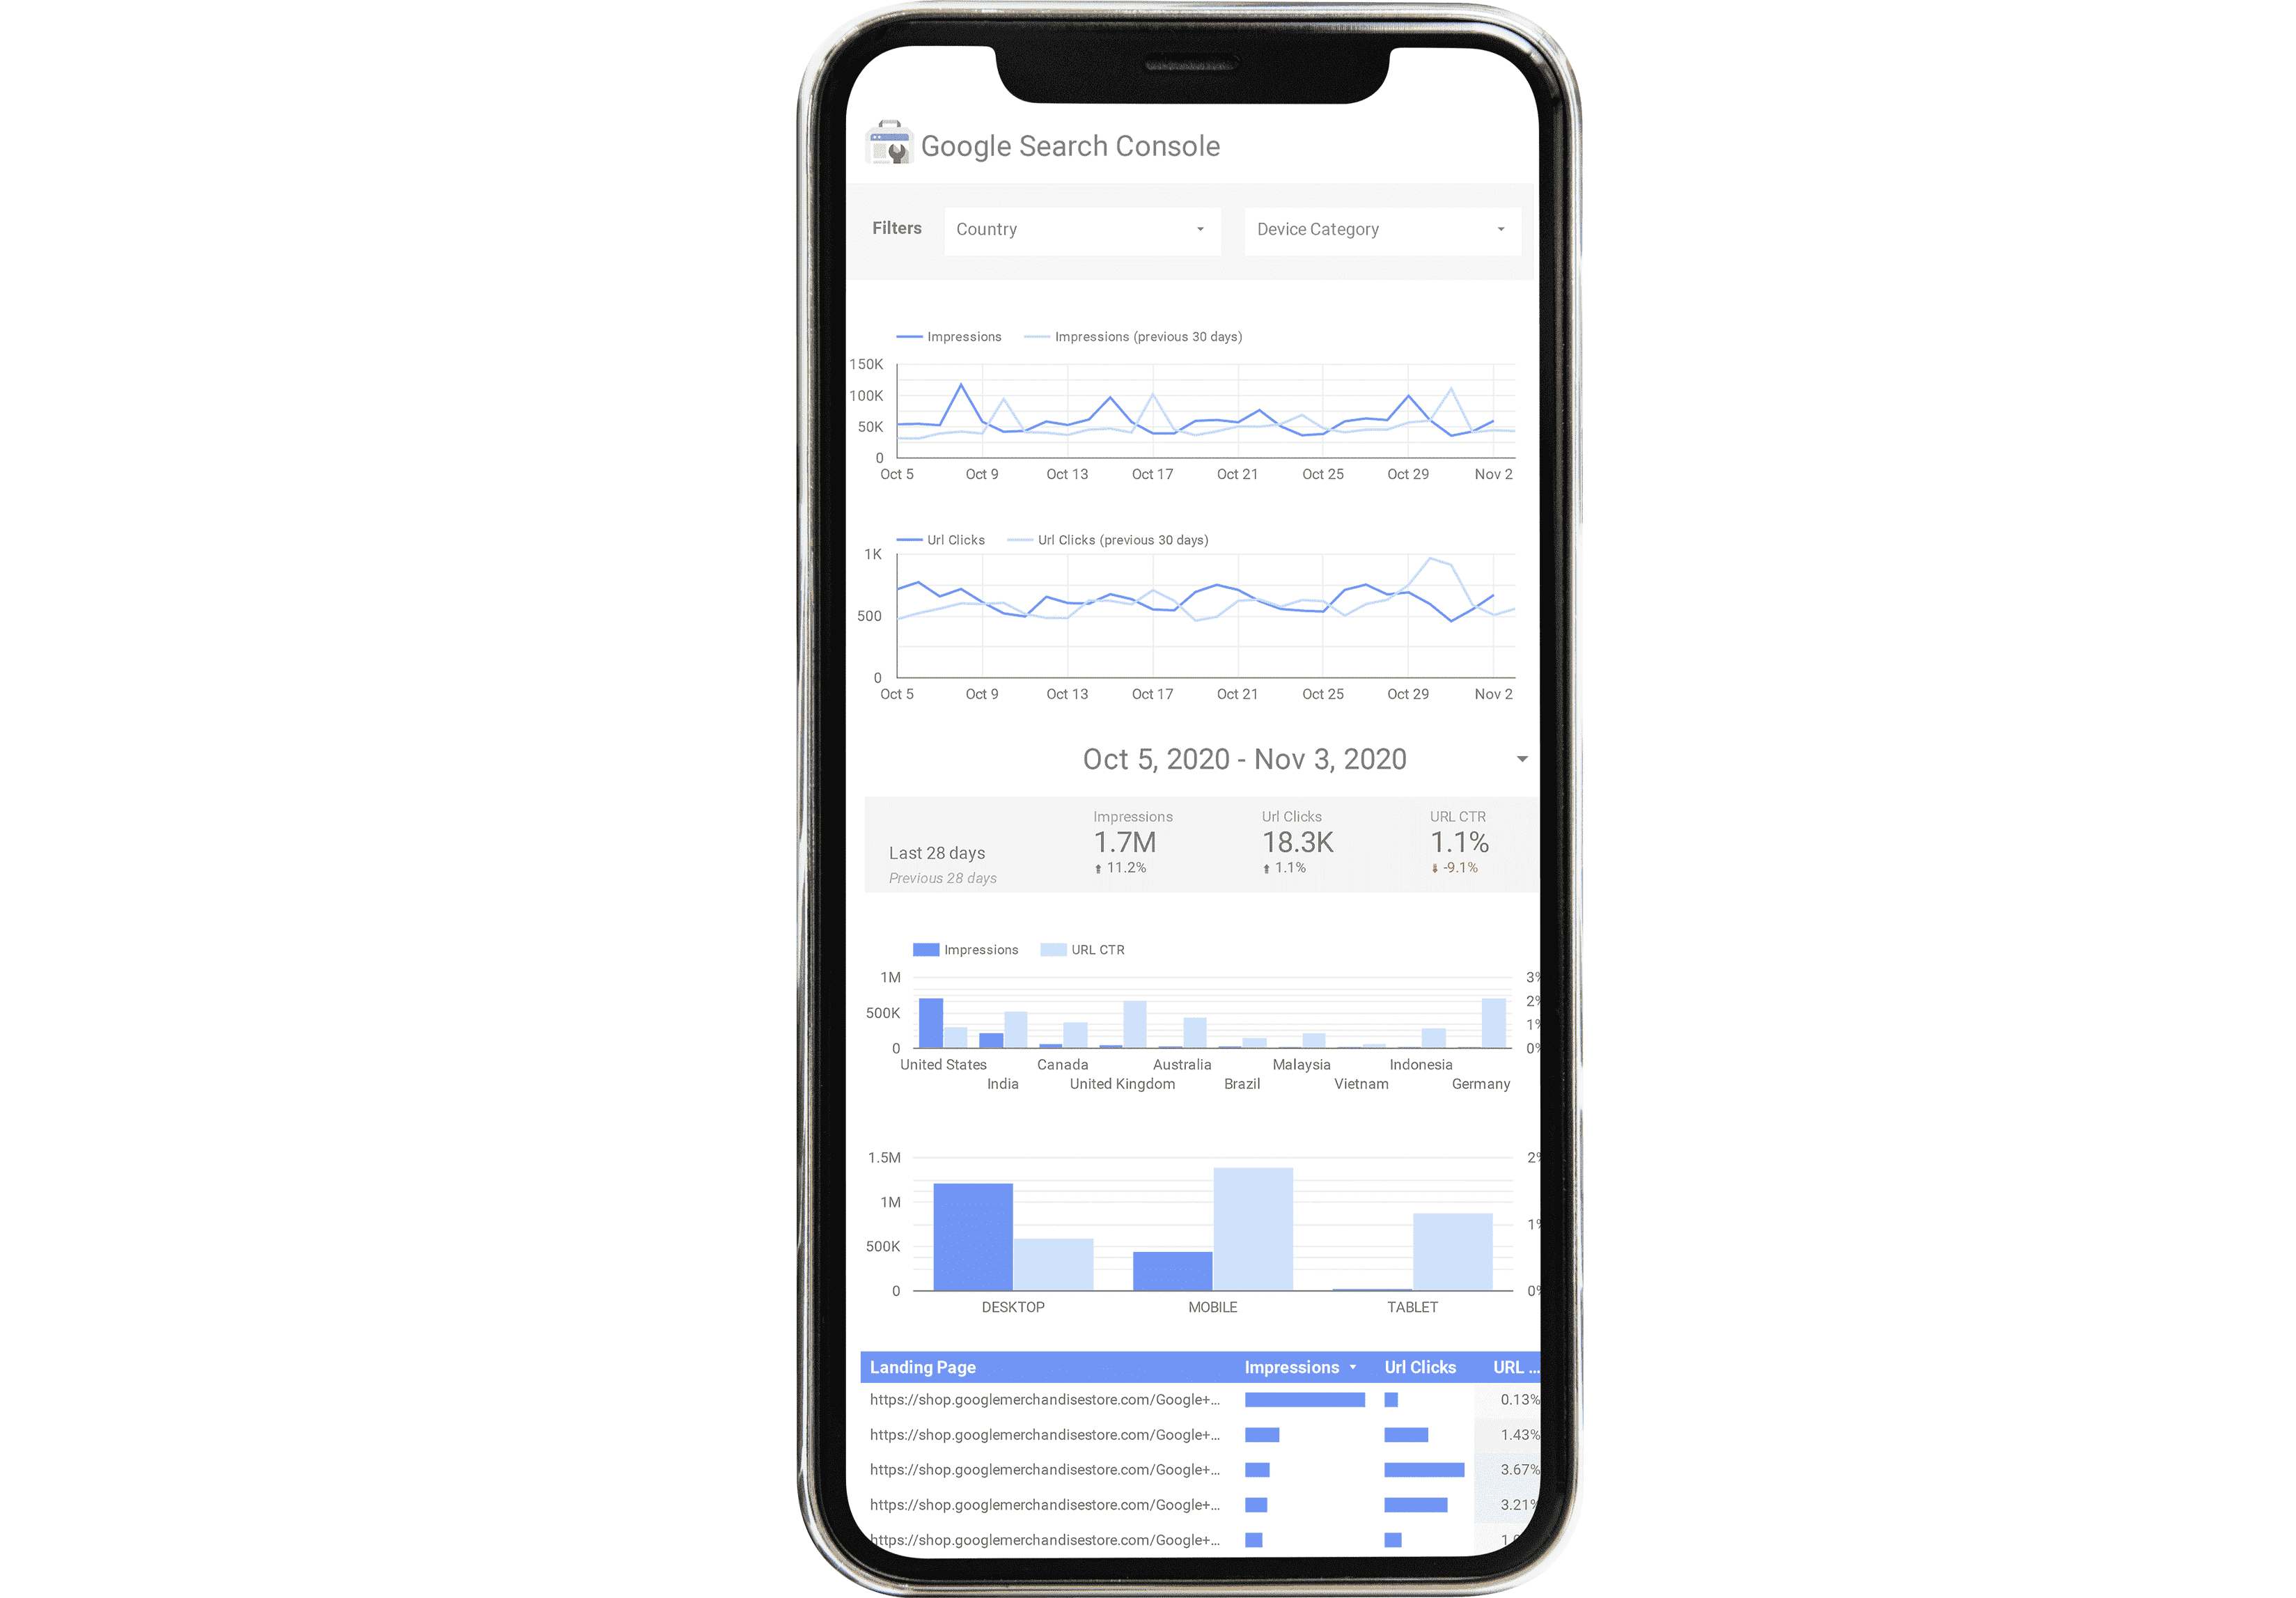 Google Search Console
Filters Country Device Category
Impressions Impressions (previous 30 days)
150K
100K
50K
0
Oct 5 Oct 9 Oct 13 Oct 17 Oct 21 Oct 25 Oct 29 Nov 2
Url Clicks Url Clicks (previous 30 days)
1K
500
0
Oct 5 Oct 9 Oct 13 Oct 17 Oct 21 Oct 25 Oct 29 Nov 2
Oct 5, 2020 - Nov 3, 2020
Impressions Url Clicks URL CTR
1.7M 18.3K 1.1%
Last 28 days 11.2% 1.1% -9.1%
Previous 28 days
Impressions URL CTR
1M 3%
2%
500K 1%
0 0%
United States Canada Australia Malaysia Indonesia
India United Kingdom Brazil Vietnam Germany
1.5M 2%
1M 1%
500K
0 0%
DESKTOP MOBILE TABLET
Landing Page Impressions Url Clicks URL ...
https://shop.googlemerchandisestore.com/Google+... 0.13%
https://shop.googlemerchandisestore.com/Google+... 1.43%
https://shop.googlemerchandisestore.com/Google+... 3.67%
https://shop.googlemerchandisestore.com/Google+... 3.21%
https://shop.googlemerchandisestore.com/Google+...